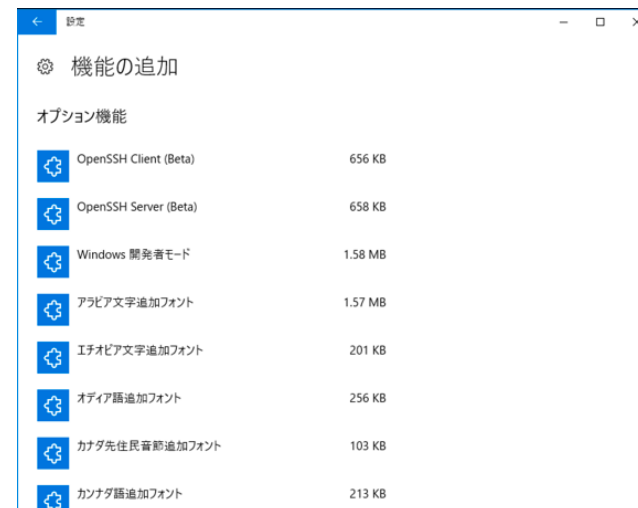 設定
機能の追加
オプション機能
OpenSSH Client (Beta) 656 KB
OpenSSH Server (Beta) 658 KB
Windows 開発者モード 1.58 MB
アラビア文字追加フォント 1.57 MB
エチオピア文字追加フォント 201 KB
オディア語追加フォント 256 KB
カナダ先住民音節追加フォント 103 KB
カンナダ語追加フォント 213 KB